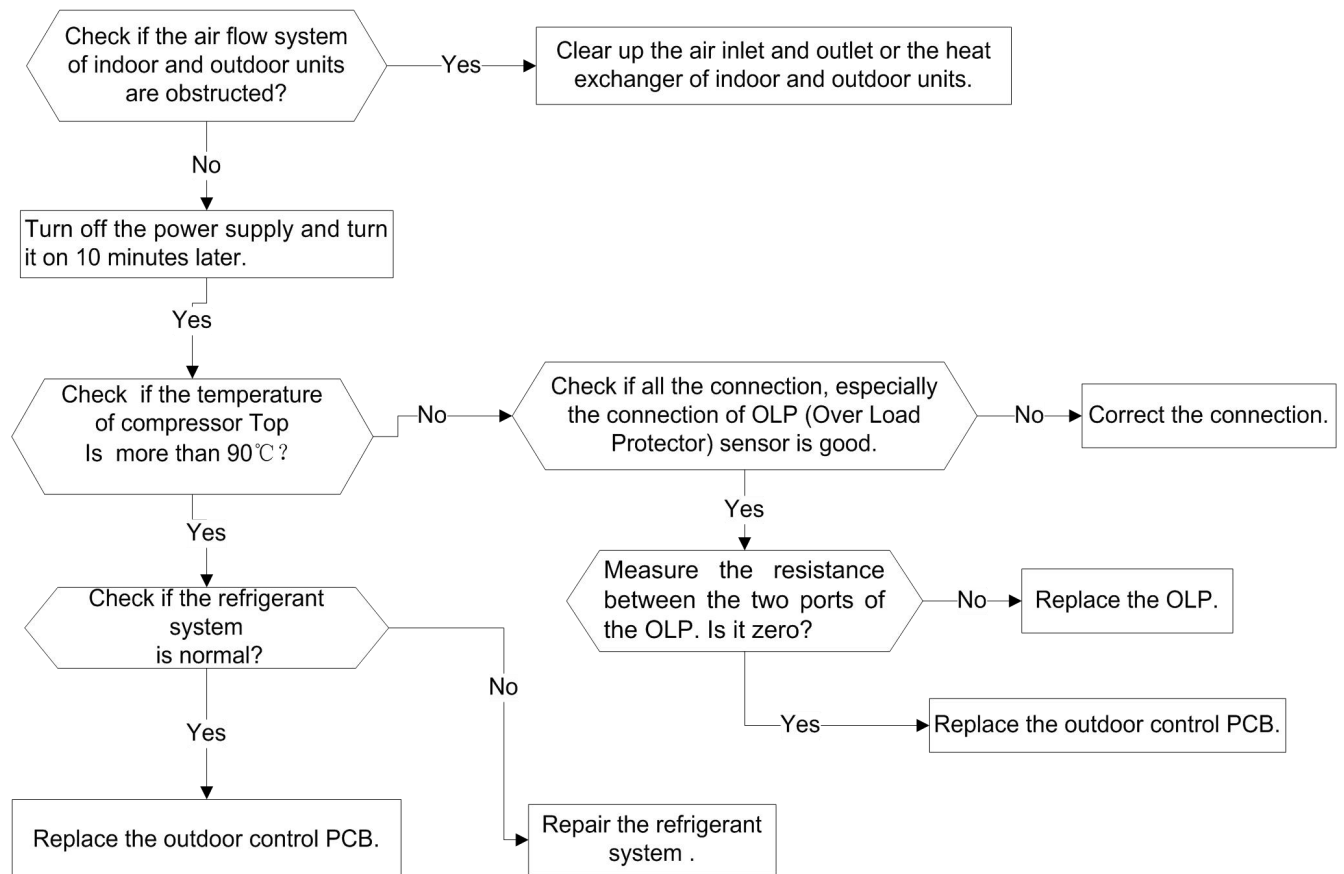 Check if the air flow system
of indoor and outdoor units
are obstructed?
Yes
Clear up the air inlet and outlet or the heat
exchanger of indoor and outdoor units.
No
Turn off the power supply and turn
it on 10 minutes later.
Yes
Check  if the temperature
of compressor Top
Is  more than 90℃?
No
Check if all the connection, especially
the connection of OLP (Over Load
Protector) sensor is good.
No
Correct the connection.
Yes
Yes
Measure the resistance
between the two ports of
the OLP. Is it zero?
No
Replace the OLP.
Check if the refrigerant
system
is normal?
No
Yes
Yes
Replace the outdoor control PCB.
Replace the outdoor control PCB.
Repair the refrigerant
system .